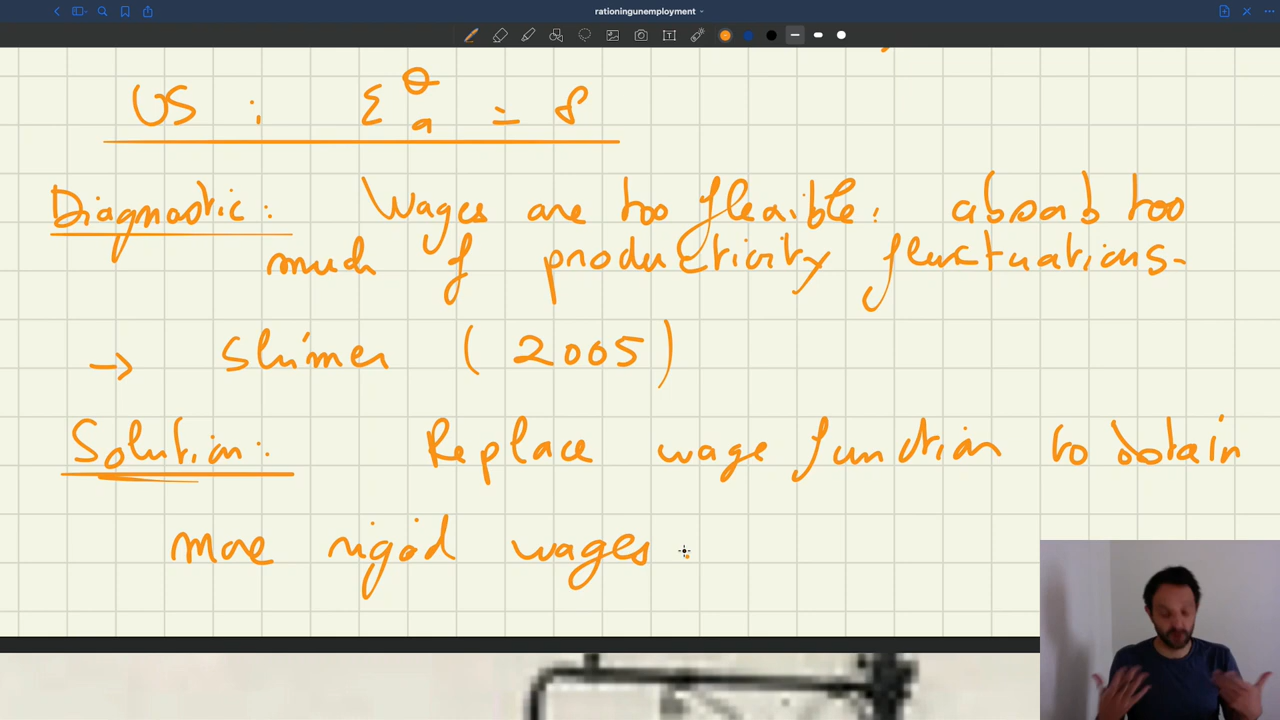 rationingunemployment
US : ε θ a = 8
Diagnostic: Wages are too flexible: absorb too
much of productivity fluctuations.
→ Shimer (2005)
Solution: Replace wage function to obtain
more rigid wages